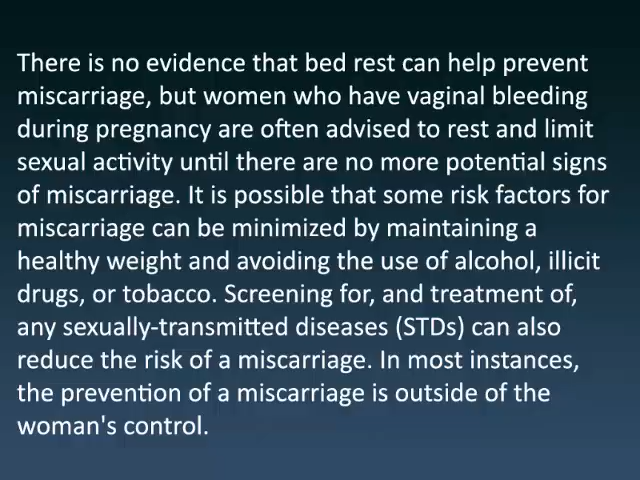 There is no evidence that bed rest can help prevent
miscarriage, but women who have vaginal bleeding
during pregnancy are often advised to rest and limit
sexual activity until there are no more potential signs
of miscarriage. It is possible that some risk factors for
miscarriage can be minimized by maintaining a
healthy weight and avoiding the use of alcohol, illicit
drugs, or tobacco. Screening for, and treatment of,
any sexually-transmitted diseases (STDs) can also
reduce the risk of a miscarriage. In most instances,
the prevention of a miscarriage is outside of the
woman's control.